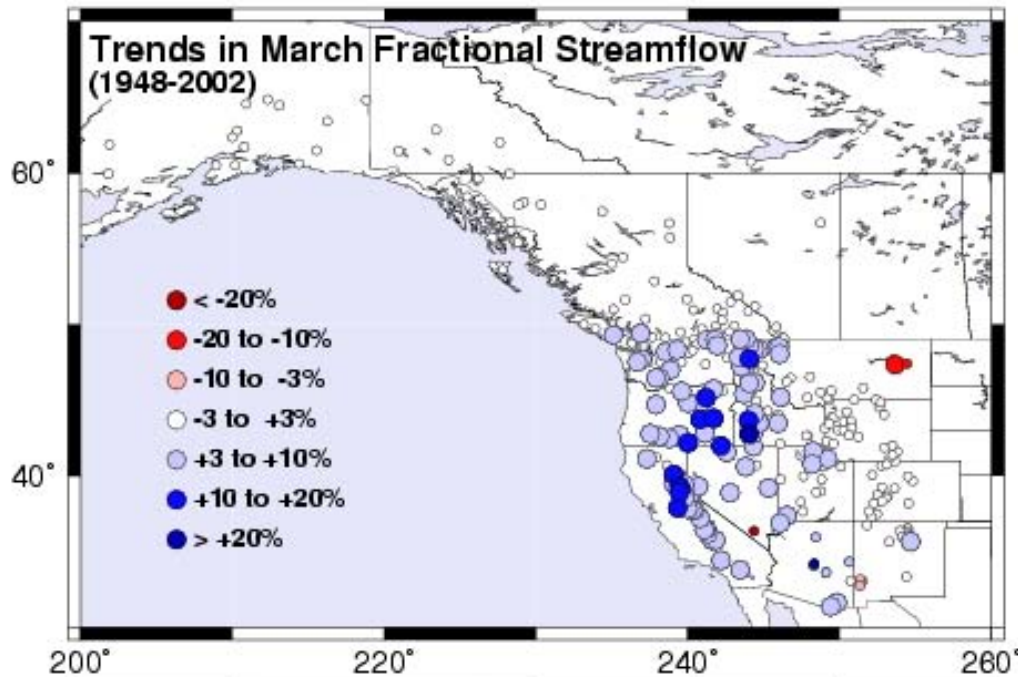 Trends in March Fractional Streamflow
(1948-2002)
60°
< -20%
-20 to -10%
-10 to -3%
-3 to +3%
+3 to +10%
+10 to +20%
> +20%
40°
200° 220° 240° 260°